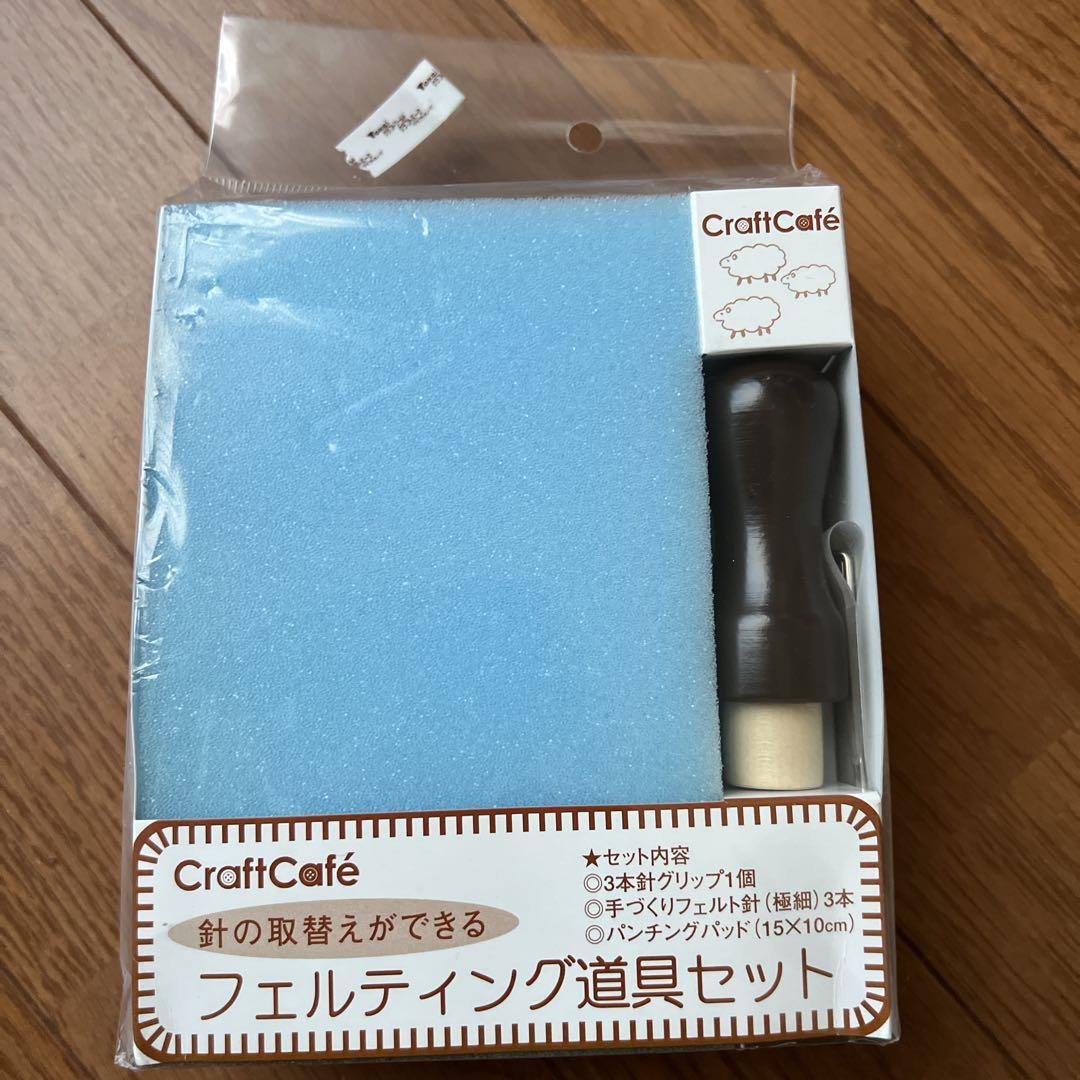 CraftCafé
CraftCafé
針の取替えができる
フェルティング道具セット
★セット内容
◎3本針グリップ1個
◎手づくりフェルト針(極細)3本
◎パンチングパッド(15×10cm)